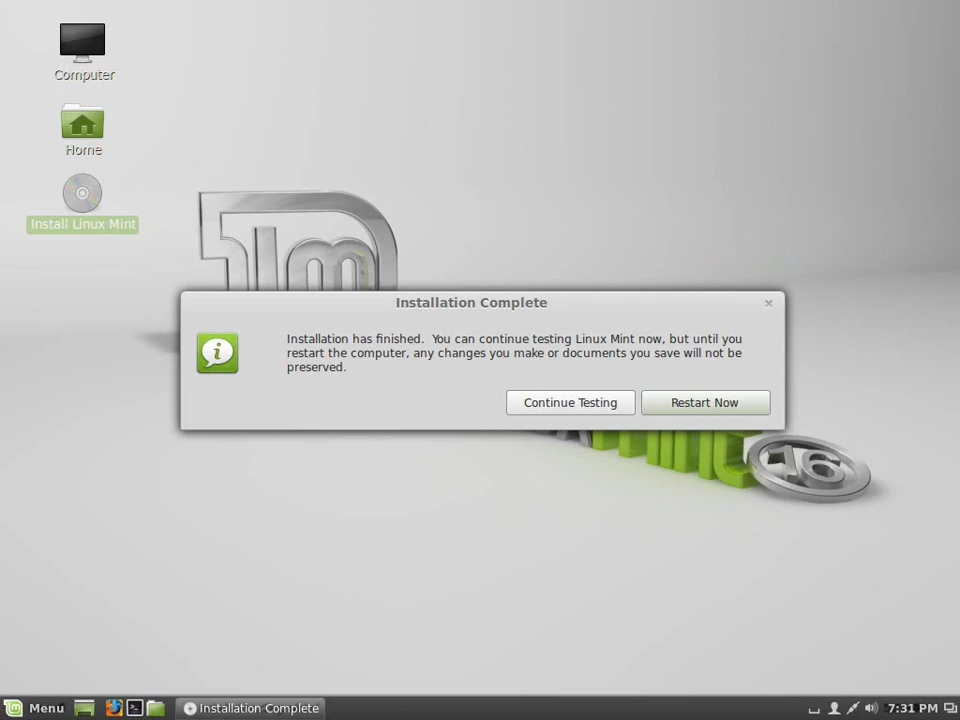 Computer
Home
Install Linux Mint
lm
Installation Complete
Installation has finished.  You can continue testing Linux Mint now, but until you
restart the computer, any changes you make or documents you save will not be
preserved.
Continue Testing
Restart Now
16
Menu
Installation Complete
7:31 PM